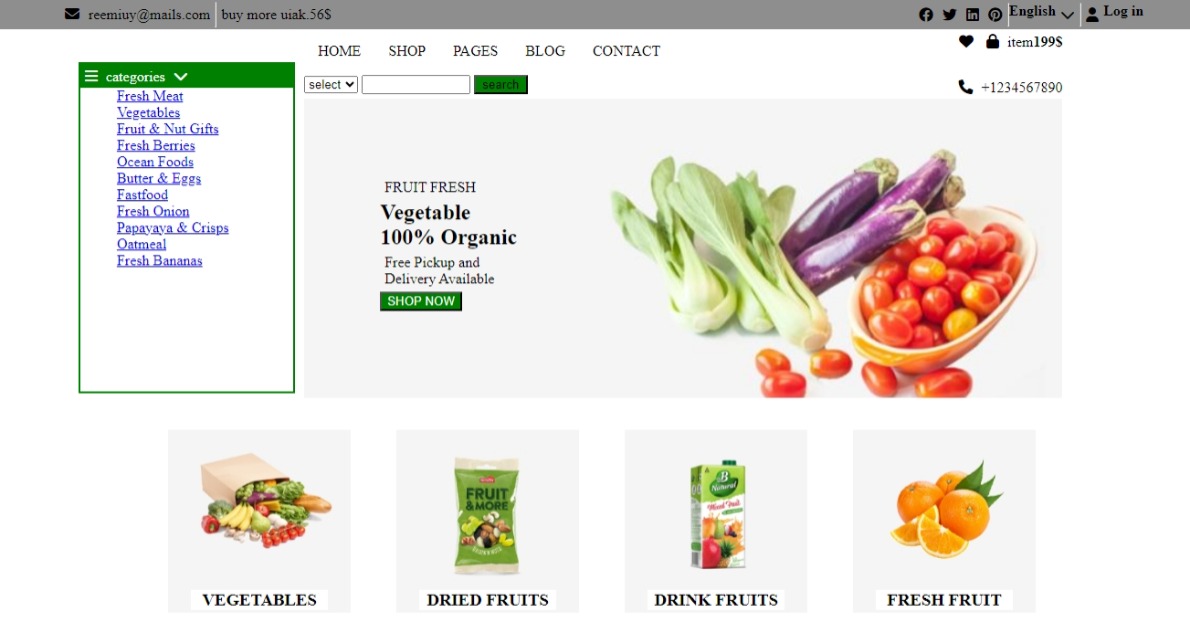 reemiuy@mails.com buy more uiak.56$ English Log in
HOME SHOP PAGES BLOG CONTACT item199$
categories
select search +1234567890
Fresh Meat
Vegetables
Fruit & Nut Gifts
Fresh Berries
Ocean Foods
Butter & Eggs
Fastfood
Fresh Onion
Papayaya & Crisps
Oatmeal
Fresh Bananas
FRUIT FRESH
Vegetable
100% Organic
Free Pickup and
Delivery Available
SHOP NOW
FRUIT
& MORE
B
Natural
Mixed Fruit
VEGETABLES DRIED FRUITS DRINK FRUITS FRESH FRUIT